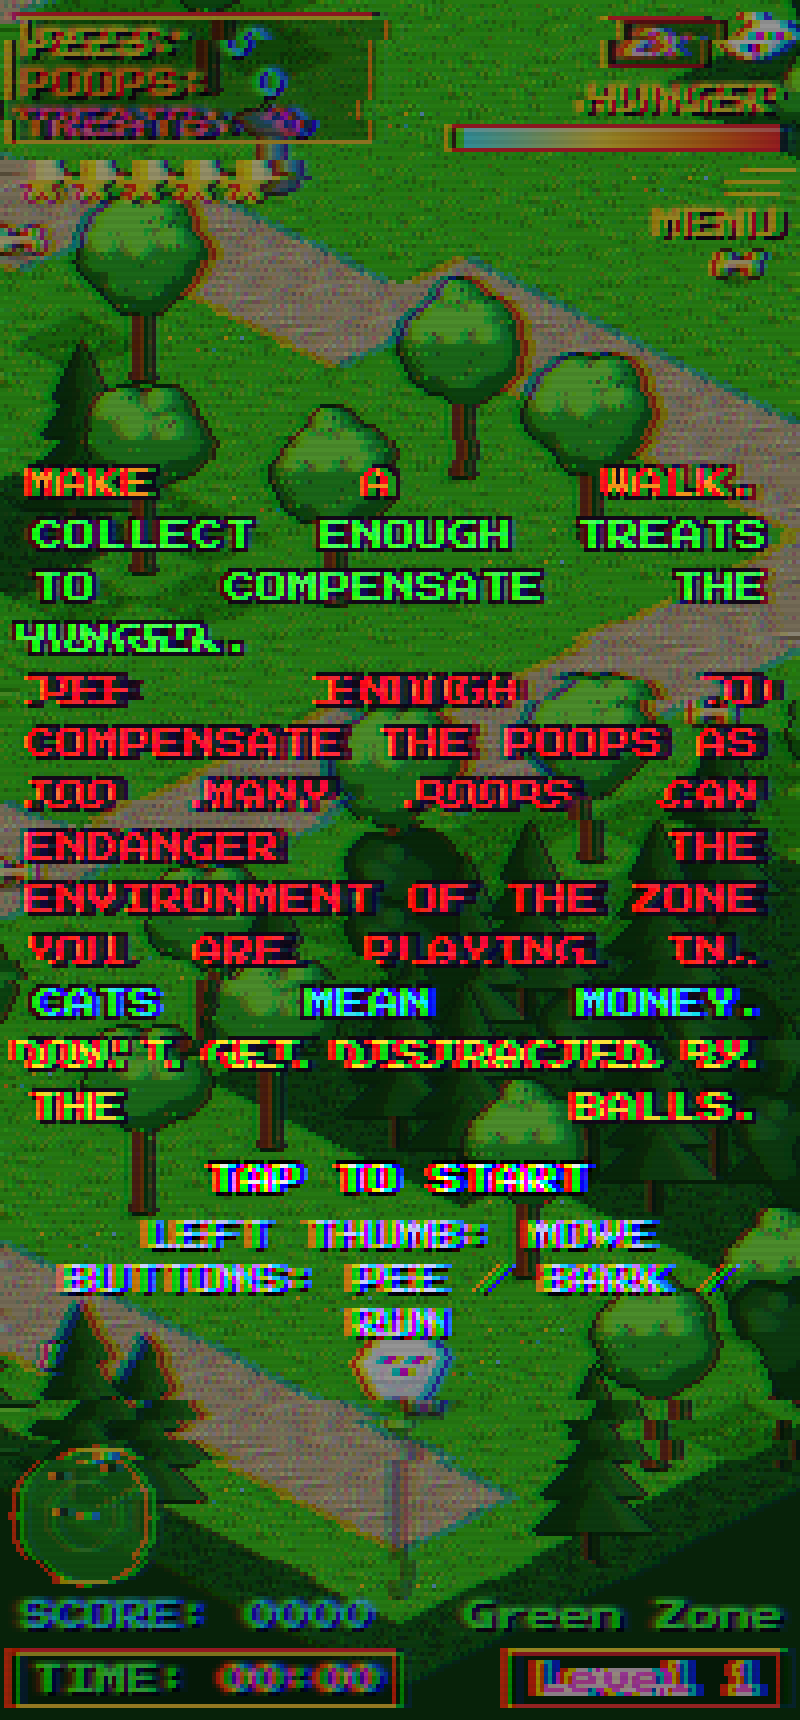 PEES: 5
POOPS: 0
TREATS: 0
2x
HUNGER
MENU
MAKE A WALK.
COLLECT ENOUGH TREATS
TO COMPENSATE THE
HUNGER.
PEE ENOUGH TO
COMPENSATE THE POOPS AS
TOO MANY POOPS CAN
ENDANGER THE
ENVIRONMENT OF THE ZONE
YOU ARE PLAYING IN.
CATS MEAN MONEY.
DON'T GET DISTRACTED BY
THE BALLS.
TAP TO START
LEFT THUMB: MOVE
BUTTONS: PEE / BARK /
RUN
SCORE: 0000
Green Zone
TIME: 00:00
Level 1